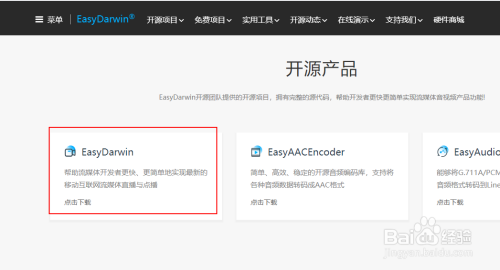 菜单 EasyDarwin® 开源项目 免费项目 实用工具 开源动态 在线演示 支持我们 硬件商城
开源产品
EasyDarwin开源团队提供的开源项目，拥有完整的源代码，帮助开发者更快更简单实现流媒体音视频产品功能!
EasyDarwin
帮助流媒体开发者更快、更简单地实现最新的
移动互联网流媒体直播与点播
点击下载
EasyAACEncoder
简单、高效、稳定的开源音频编码库，支持将
各种音频数据转码成AAC格式
点击下载
EasyAudio
能够将G.711A/PCM
音频格式转码到Line
点击下载
Baidu 经验
jingyan.baidu.com